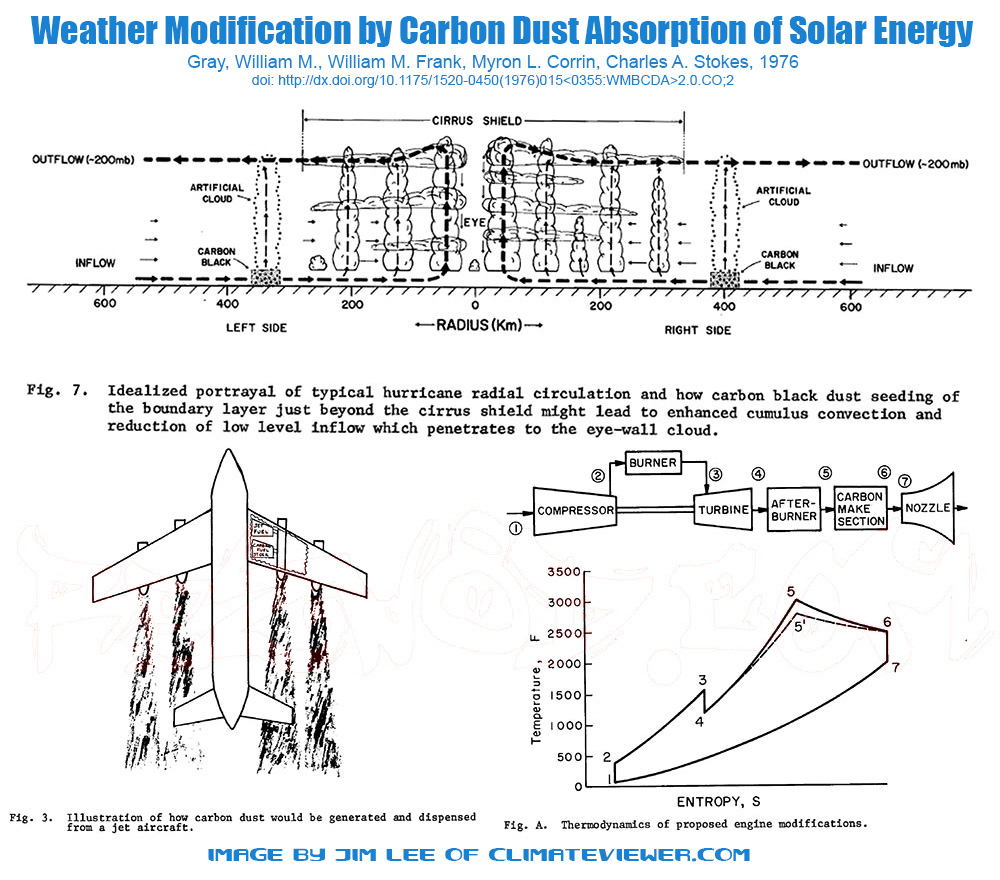 Weather Modification by Carbon Dust Absorption of Solar Energy
Gray, William M., William M. Frank, Myron L. Corrin, Charles A. Stokes, 1976
doi: http://dx.doi.org/10.1175/1520-0450(1976)015<0355:WMBCDA>2.0.CO;2
CIRRUS SHIELD
OUTFLOW (~200mb)
OUTFLOW (~200mb)
ARTIFICIAL
CLOUD
ARTIFICIAL
CLOUD
EYE
CARBON
BLACK
CARBON
BLACK
INFLOW
INFLOW
600 400 200 0 200 400 600
LEFT SIDE
RADIUS (Km)
RIGHT SIDE
Fig. 7. Idealized portrayal of typical hurricane radial circulation and how carbon black dust seeding of
the boundary layer just beyond the cirrus shield might lead to enhanced cumulus convection and
reduction of low level inflow which penetrates to the eye-wall cloud.
JET
FUEL
CARBON
FUEL
STOCK
BURNER
COMPRESSOR
TURBINE
AFTER-
BURNER
CARBON
MAKE
SECTION
NOZZLE
1
2
3
4
5
6
7
3500
3000
2500
2000
1500
1000
500
0
Temperature, F
1
2
3
4
5
5'
6
7
ENTROPY, S
Fig. 3. Illustration of how carbon dust would be generated and dispensed
from a jet aircraft.
Fig. A. Thermodynamics of proposed engine modifications.
IMAGE BY JIM LEE OF CLIMATEVIEWER.COM